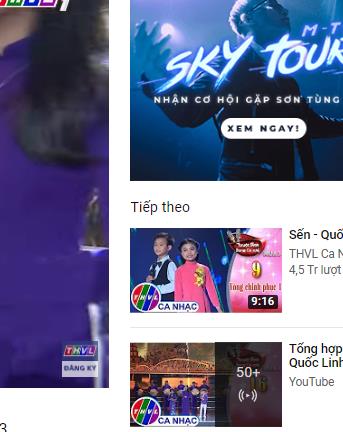 THVL1
M-T
SKY TOUR
NHẬN CƠ HỘI GẶP SƠN TÙNG
XEM NGAY!
Tiếp theo
Sến - Quố
THVL Ca N
4,5 Tr lượt
9
Vòng chinh phục 1
9:16
THVL CA NHẠC
THVL
ĐĂNG KÝ
Tổng hợp
Quốc Linh
YouTube
50+
THVL CA NHẠC
3